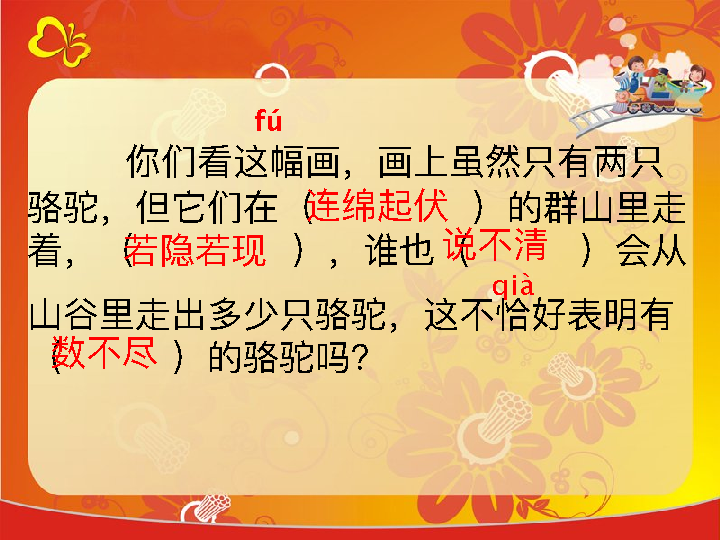 fú
你们看这幅画，画上虽然只有两只
骆驼，但它们在（连绵起伏）的群山里走
着，（若隐若现），谁也（说不清）会从
qià
山谷里走出多少只骆驼，这不恰好表明有
（数不尽）的骆驼吗？